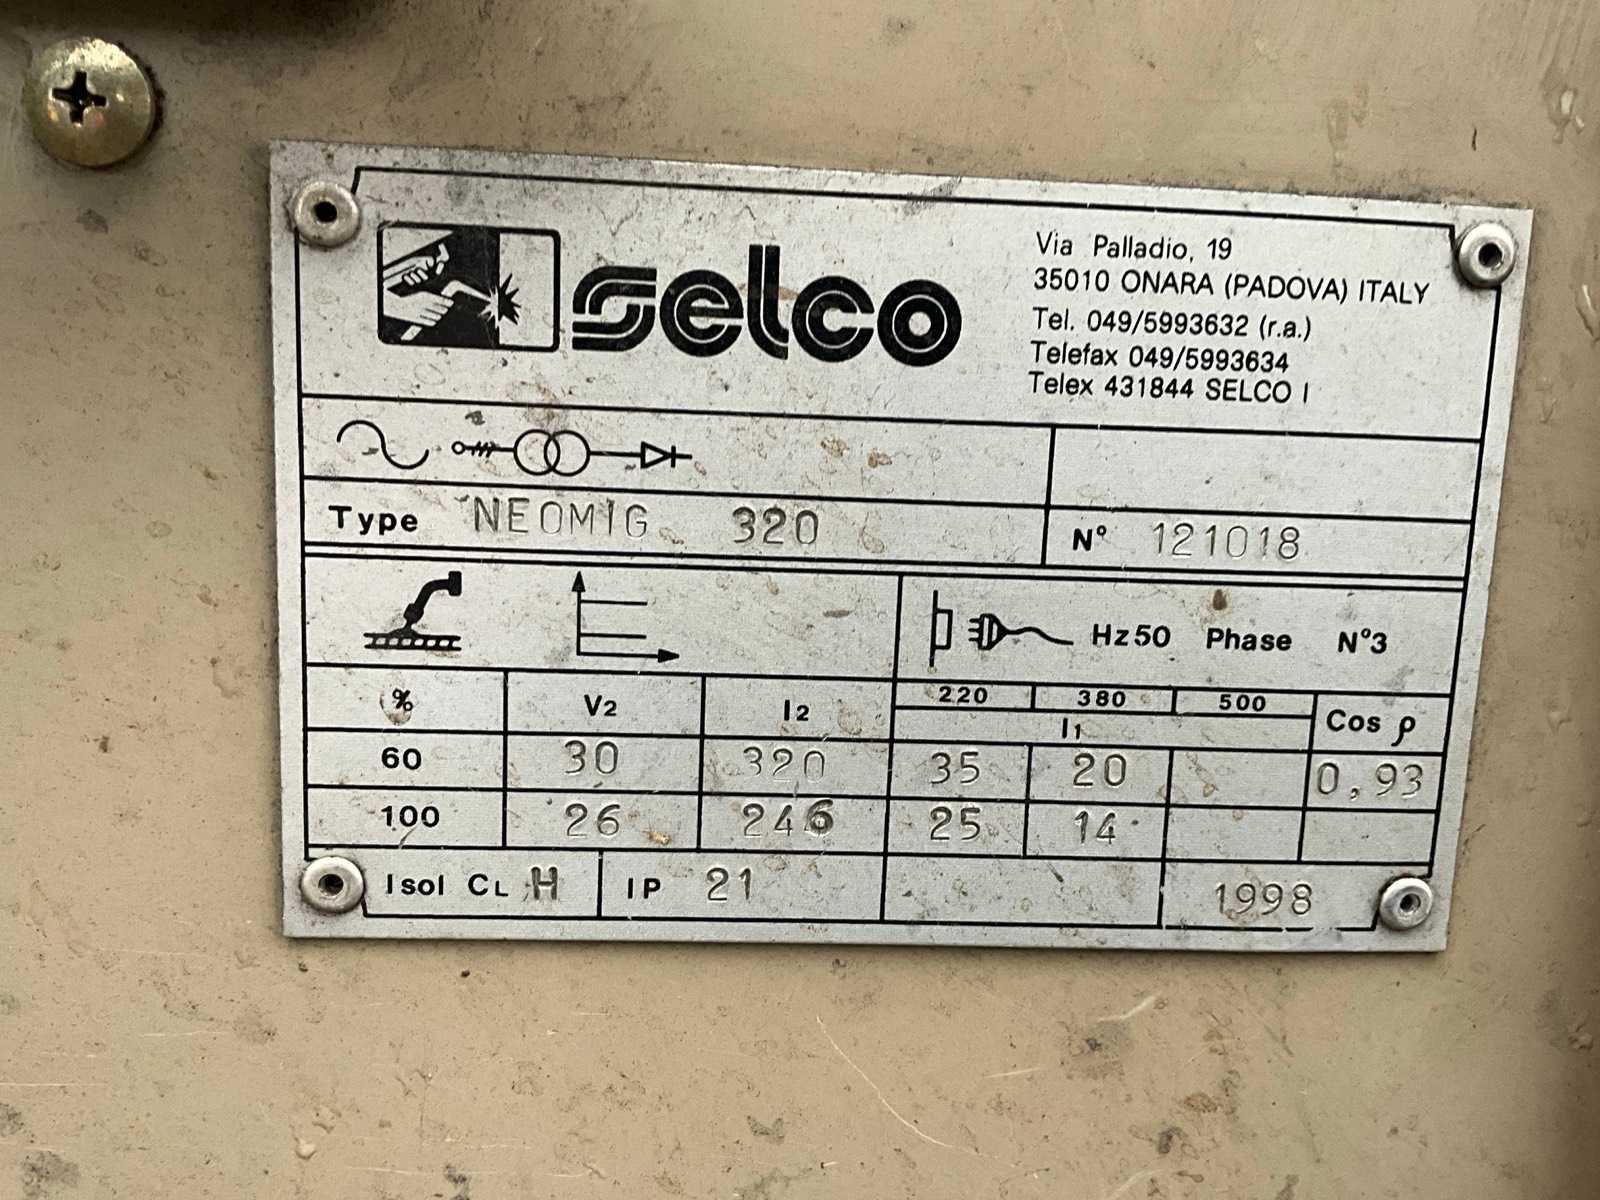 selco
Via Palladio, 19
35010 ONARA (PADOVA) ITALY
Tel. 049/5993632 (r.a.)
Telefax 049/5993634
Telex 431844 SELCO I
Type NEOMIG 320 N° 121018
Hz50 Phase N°3
% V2 I2 220 380 500 Cos ρ
I1
60 30 320 35 20 0,93
100 26 246 25 14
Isol CL H IP 21 1998